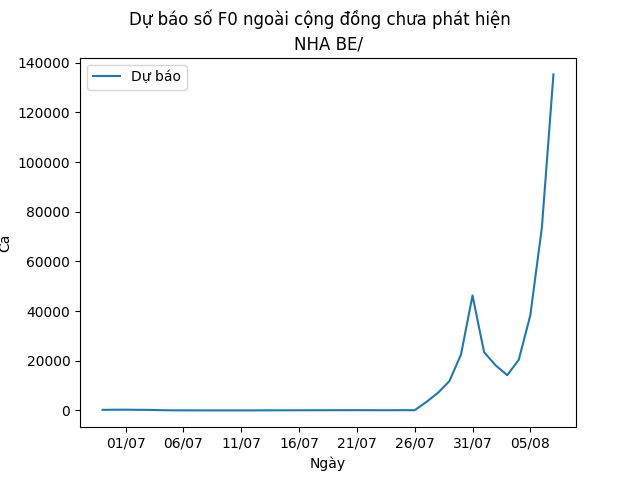 Dự báo số F0 ngoài cộng đồng chưa phát hiện
NHA BE/
Dự báo
140000
120000
100000
80000
60000
40000
20000
0
Ca
01/07 06/07 11/07 16/07 21/07 26/07 31/07 05/08
Ngày